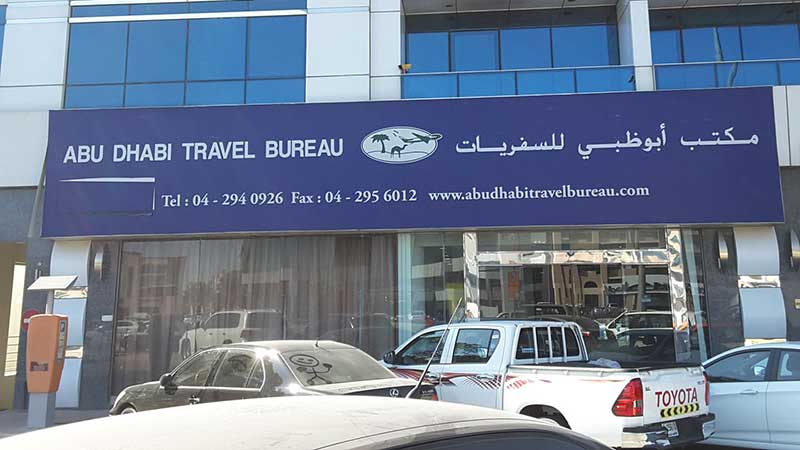 ABU DHABI TRAVEL BUREAU
مكتب أبوظبي للسفريات
Tel : 04 - 294 0926 Fax : 04 - 295 6012 www.abudhabitravelbureau.com
TOYOTA